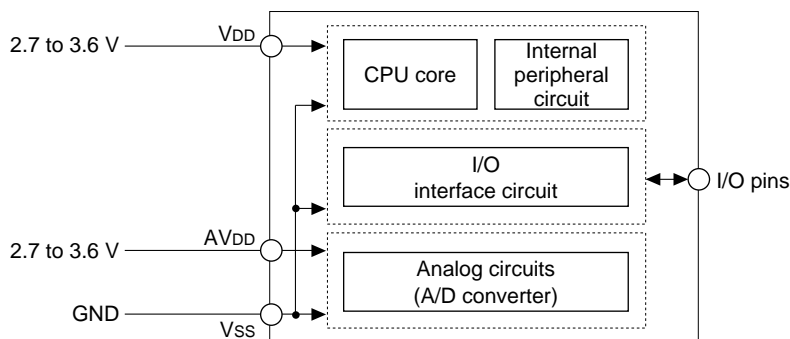 2.7 to 3.6 V
VDD
CPU core
Internal
peripheral
circuit
I/O
interface circuit
I/O pins
2.7 to 3.6 V
AVDD
Analog circuits
(A/D converter)
GND
VSS